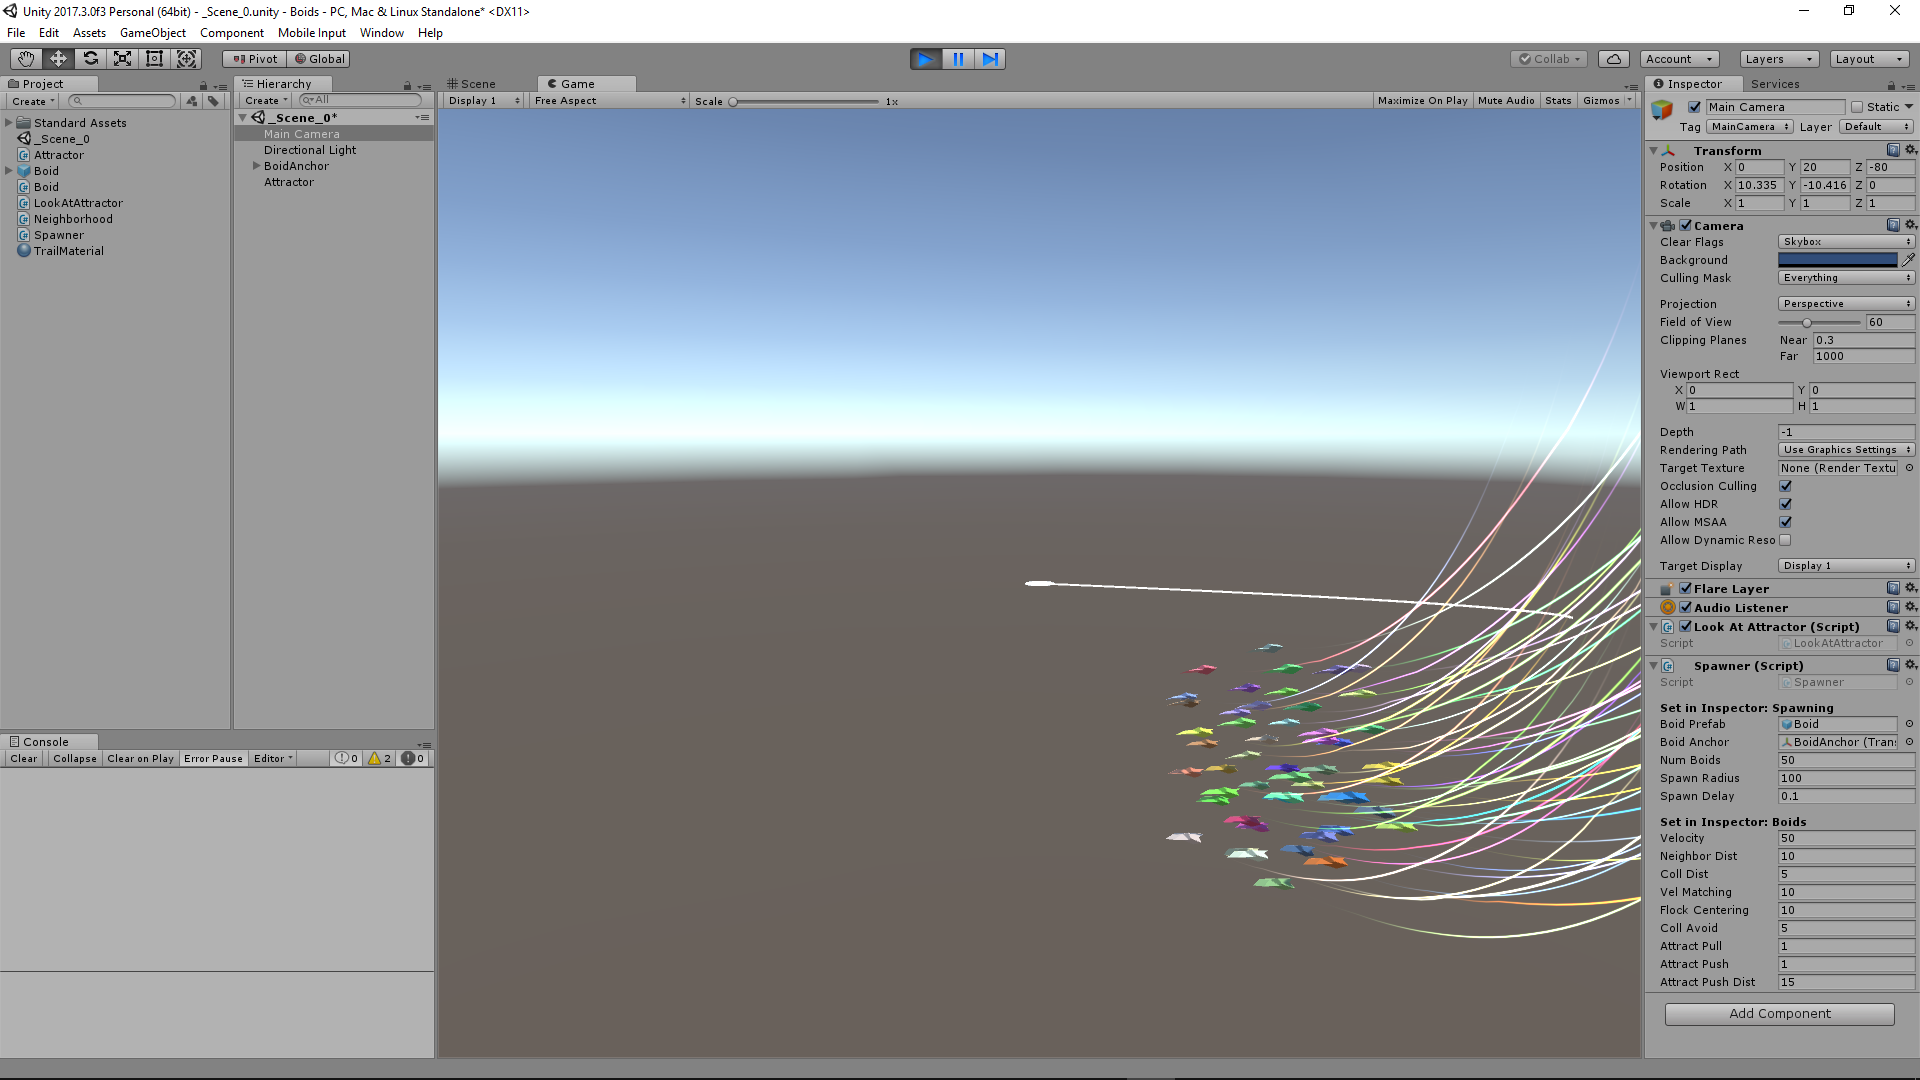 Unity 2017.3.0f3 Personal (64bit) - _Scene_0.unity - Boids - PC, Mac & Linux Standalone* <DX11>
File Edit Assets GameObject Component Mobile Input Window Help
Pivot Global Collab Account Layers Layout
Project
Create
Standard Assets
_Scene_0
Attractor
Boid
Boid
LookAtAttractor
Neighborhood
Spawner
TrailMaterial
Hierarchy
Create All
_Scene_0*
Main Camera
Directional Light
BoidAnchor
Attractor
Console
Clear Collapse Clear on Play Error Pause Editor 0 2 0
Scene Game
Display 1 Free Aspect Scale 1x Maximize On Play Mute Audio Stats Gizmos
Inspector Services
Main Camera Static
Tag MainCamera Layer Default
Transform
Position X 0 Y 20 Z -80
Rotation X 10.335 Y -10.416 Z 0
Scale X 1 Y 1 Z 1
Camera
Clear Flags Skybox
Background
Culling Mask Everything
Projection Perspective
Field of View 60
Clipping Planes Near 0.3
Far 1000
Viewport Rect
X 0 Y 0
W 1 H 1
Depth -1
Rendering Path Use Graphics Settings
Target Texture None (Render Textu
Occlusion Culling
Allow HDR
Allow MSAA
Allow Dynamic Reso
Target Display Display 1
Flare Layer
Audio Listener
Look At Attractor (Script)
Script LookAtAttractor
Spawner (Script)
Script Spawner
Set in Inspector: Spawning
Boid Prefab Boid
Boid Anchor BoidAnchor (Tran
Num Boids 50
Spawn Radius 100
Spawn Delay 0.1
Set in Inspector: Boids
Velocity 50
Neighbor Dist 10
Coll Dist 5
Vel Matching 10
Flock Centering 10
Coll Avoid 5
Attract Pull 1
Attract Push 1
Attract Push Dist 15
Add Component